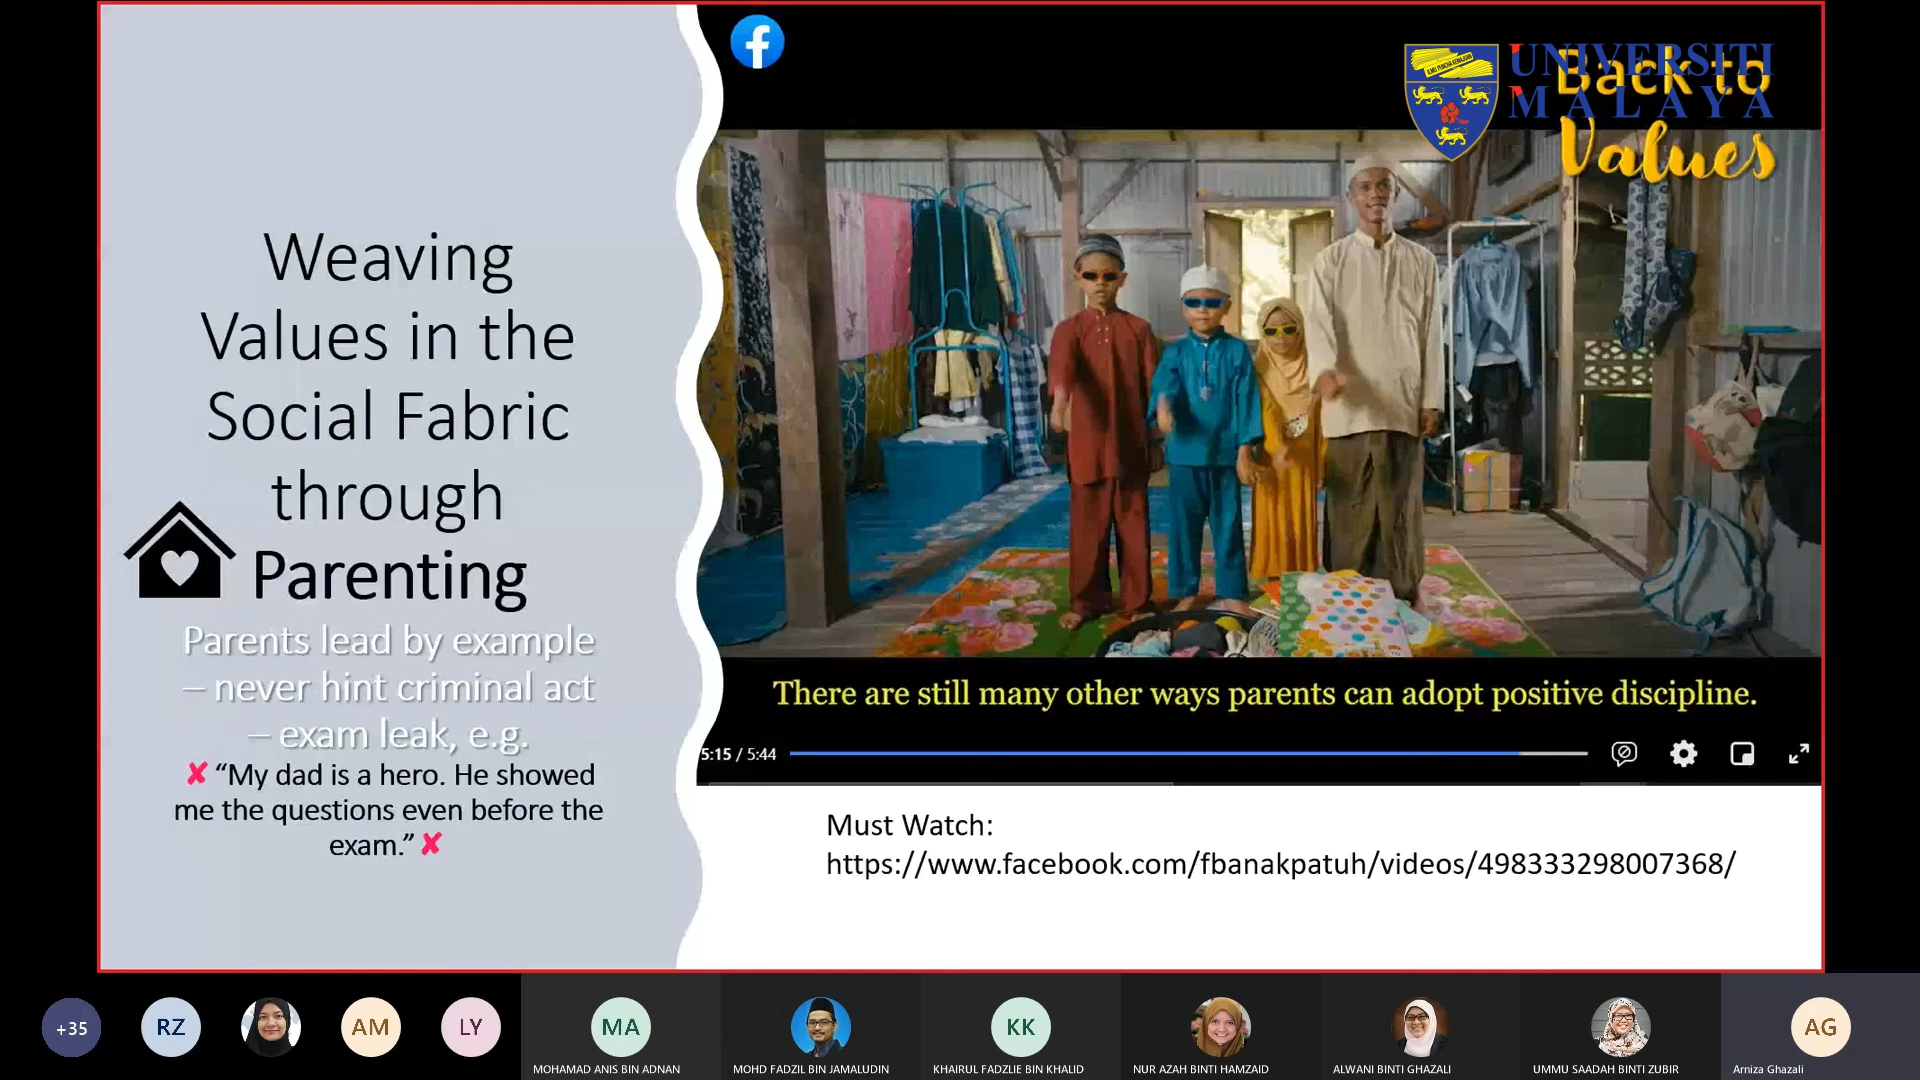 Weaving
Values in the
Social Fabric
through
Parenting
Parents lead by example
– never hint criminal act
– exam leak, e.g.
✘ “My dad is a hero. He showed
me the questions even before the
exam.” ✘
UNIVERSITI
MALAYA
Back to
Values
There are still many other ways parents can adopt positive discipline.
5:15 / 5:44
Must Watch:
https://www.facebook.com/fbanakpatuh/videos/498333298007368/
+35
RZ
AM
LY
MA
MOHAMAD ANIS BIN ADNAN
MOHD FADZIL BIN JAMALUDIN
KK
KHAIRUL FADZLIE BIN KHALID
NUR AZAH BINTI HAMZAID
ALWANI BINTI GHAZALI
UMMU SAADAH BINTI ZUBIR
AG
Arniza Ghazali